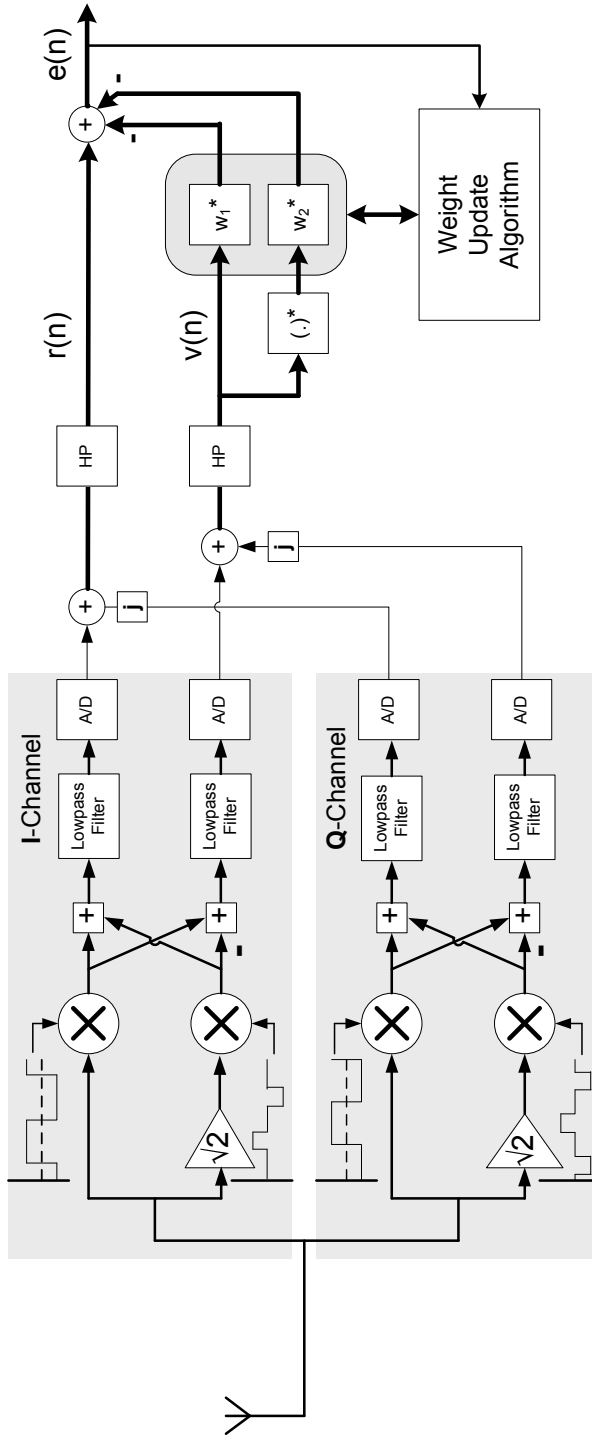 I-Channel
√2
+
+
-
Lowpass
Filter
Lowpass
Filter
A/D
A/D
Q-Channel
√2
+
+
-
Lowpass
Filter
Lowpass
Filter
A/D
A/D
+
j
+
j
HP
HP
r(n)
v(n)
(.)*
w1*
w2*
+
-
-
e(n)
Weight
Update
Algorithm